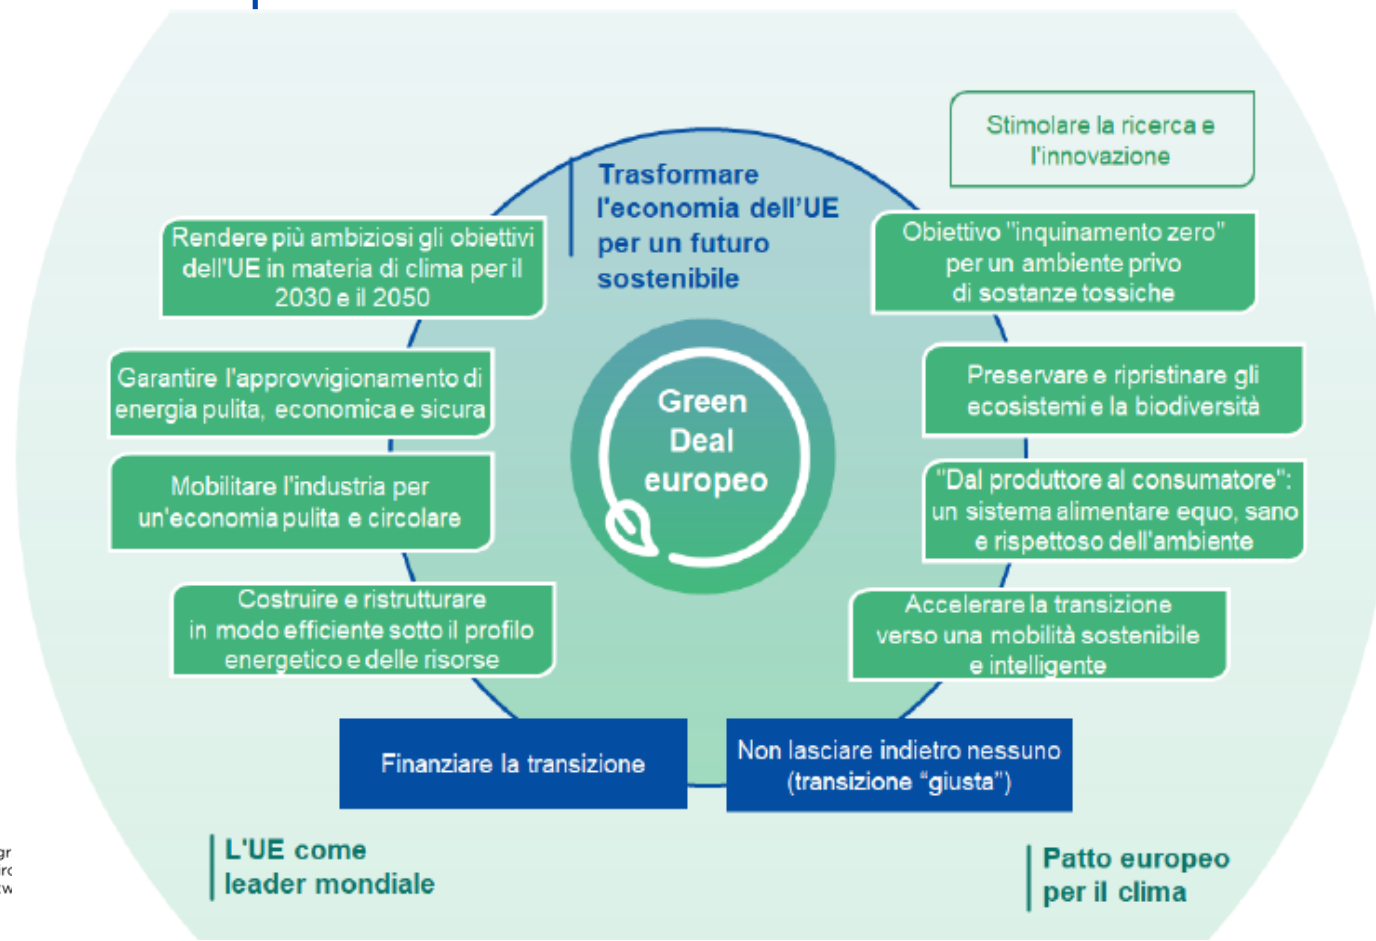 Stimolare la ricerca e
l'innovazione
Trasformare
l'economia dell'UE
per un futuro
sostenibile
Rendere più ambiziosi gli obiettivi
dell'UE in materia di clima per il
2030 e il 2050
Obiettivo "inquinamento zero"
per un ambiente privo
di sostanze tossiche
Garantire l'approvvigionamento di
energia pulita, economica e sicura
Preservare e ripristinare gli
ecosistemi e la biodiversità
Green
Deal
europeo
Mobilitare l'industria per
un'economia pulita e circolare
"Dal produttore al consumatore":
un sistema alimentare equo, sano
e rispettoso dell'ambiente
Costruire e ristrutturare
in modo efficiente sotto il profilo
energetico e delle risorse
Accelerare la transizione
verso una mobilità sostenibile
e intelligente
Finanziare la transizione
Non lasciare indietro nessuno
(transizione “giusta”)
L'UE come
leader mondiale
Patto europeo
per il clima